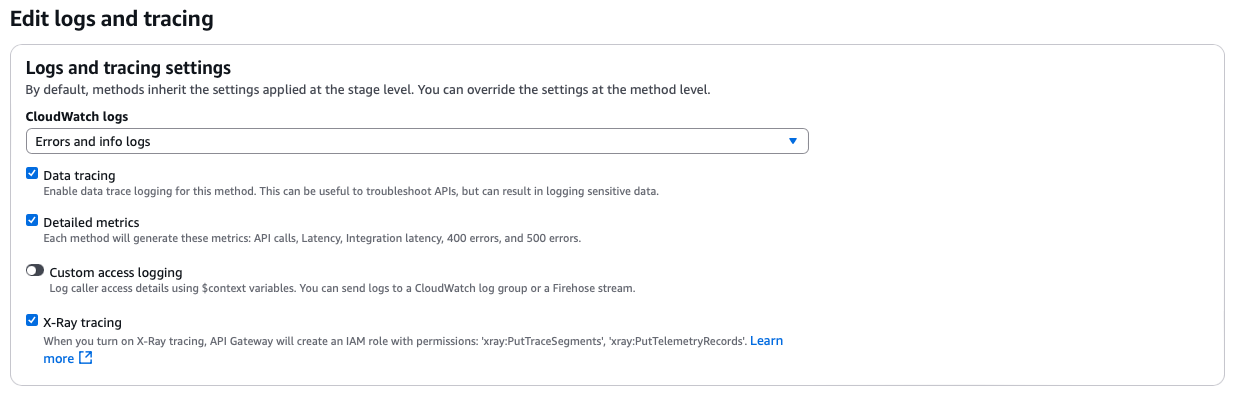 Edit logs and tracing
Logs and tracing settings
By default, methods inherit the settings applied at the stage level. You can override the settings at the method level.
CloudWatch logs
Errors and info logs
Data tracing
Enable data trace logging for this method. This can be useful to troubleshoot APIs, but can result in logging sensitive data.
Detailed metrics
Each method will generate these metrics: API calls, Latency, Integration latency, 400 errors, and 500 errors.
Custom access logging
Log caller access details using $context variables. You can send logs to a CloudWatch log group or a Firehose stream.
X-Ray tracing
When you turn on X-Ray tracing, API Gateway will create an IAM role with permissions: 'xray:PutTraceSegments', 'xray:PutTelemetryRecords'. Learn
more